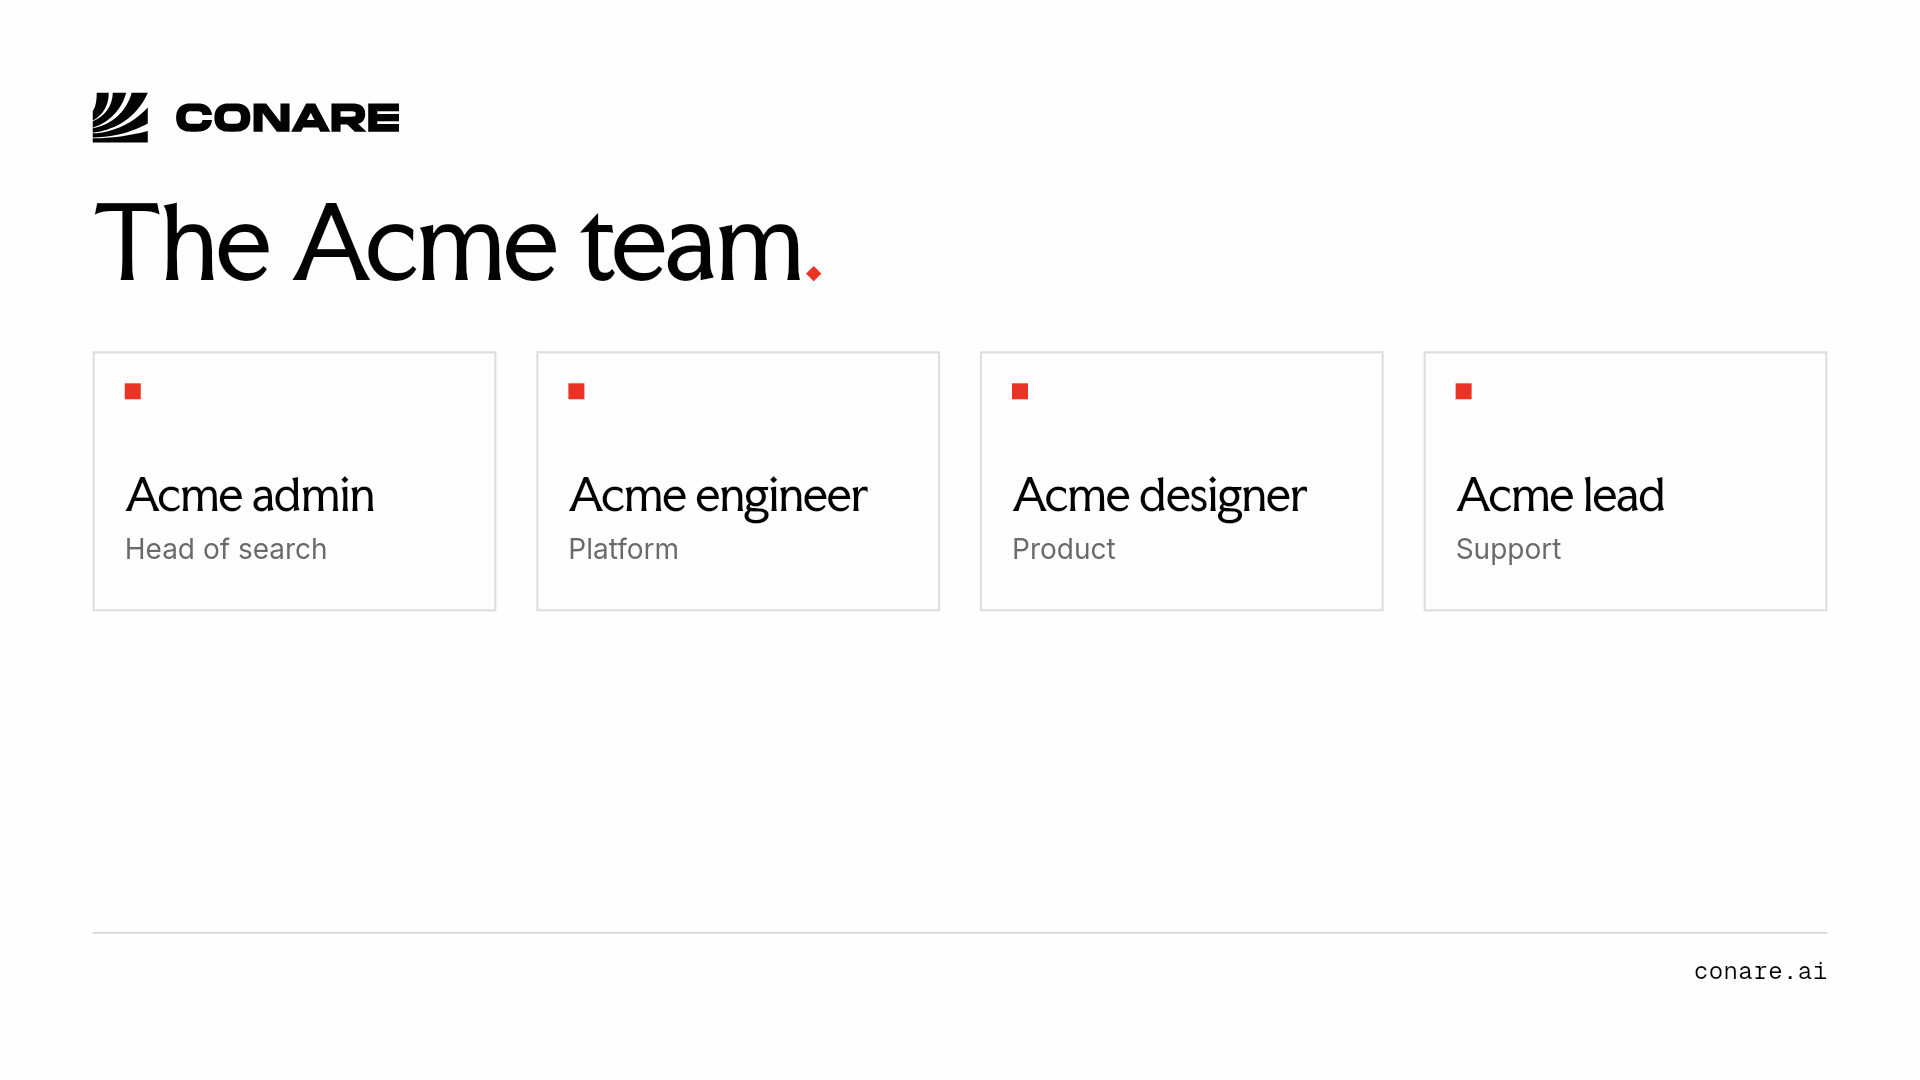 CONARE
The Acme team.
Acme admin
Head of search
Acme engineer
Platform
Acme designer
Product
Acme lead
Support
conare.ai